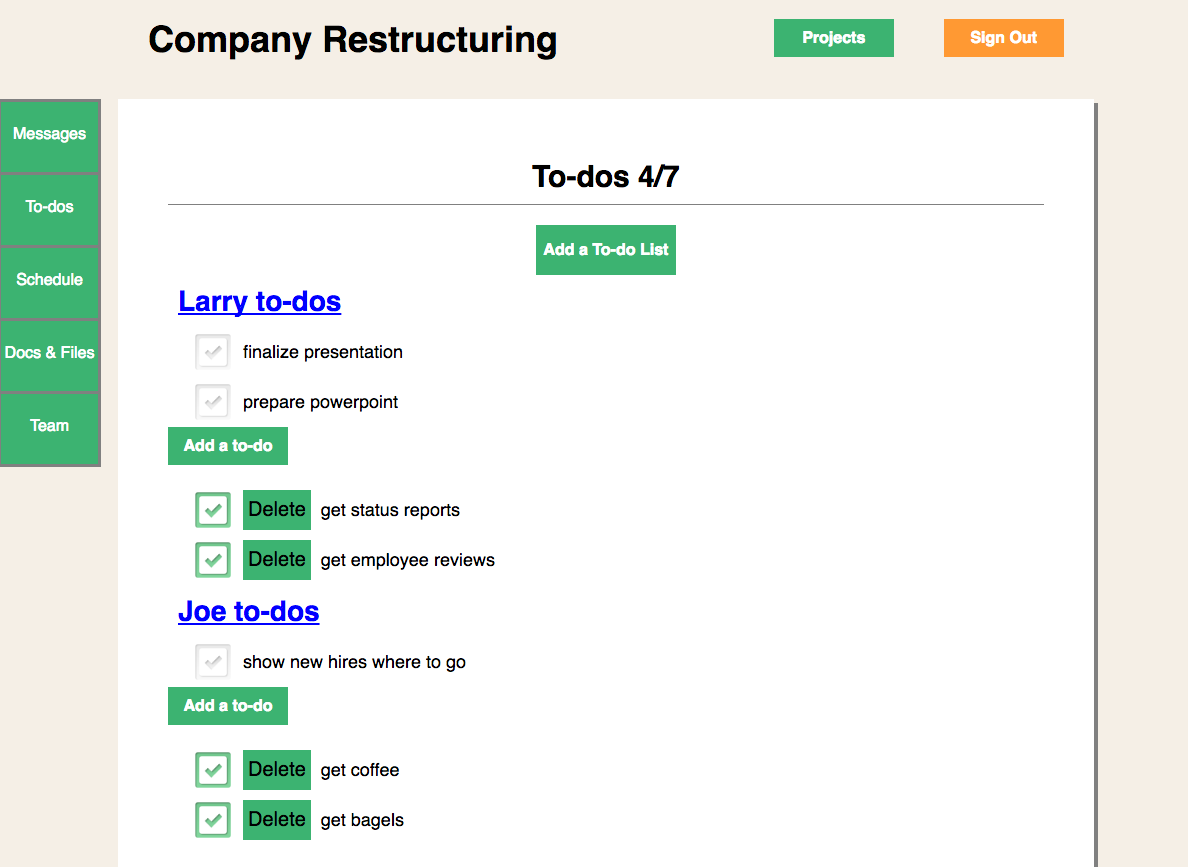 Company Restructuring
Projects
Sign Out
Messages
To-dos
Schedule
Docs & Files
Team
To-dos 4/7
Add a To-do List
Larry to-dos
finalize presentation
prepare powerpoint
Add a to-do
Delete get status reports
Delete get employee reviews
Joe to-dos
show new hires where to go
Add a to-do
Delete get coffee
Delete get bagels